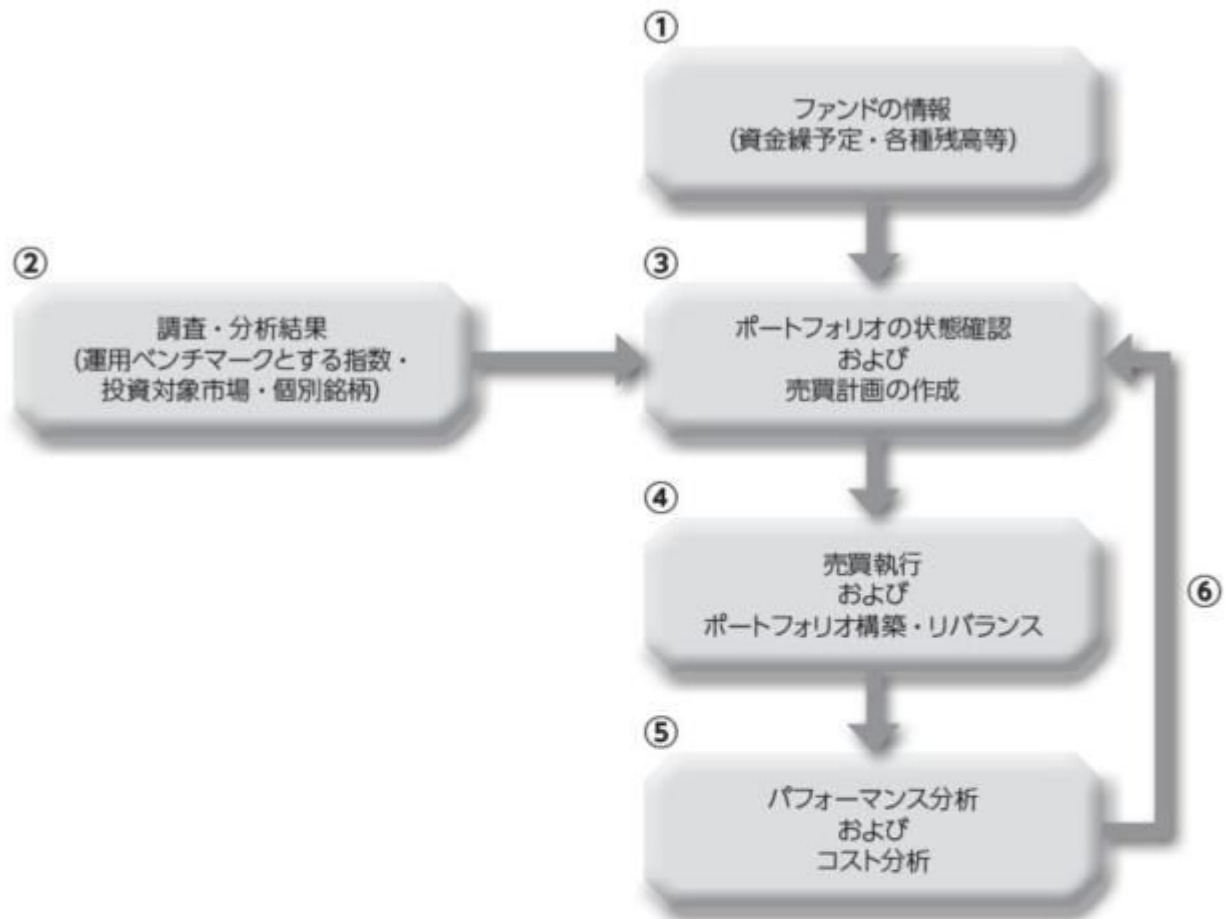 ①
ファンドの情報
(資金繰予定・各種残高等)
②
調査・分析結果
(運用ベンチマークとする指数・
投資対象市場・個別銘柄)
③
ポートフォリオの状態確認
および
売買計画の作成
④
売買執行
および
ポートフォリオ構築・リバランス
⑥
⑤
パフォーマンス分析
および
コスト分析